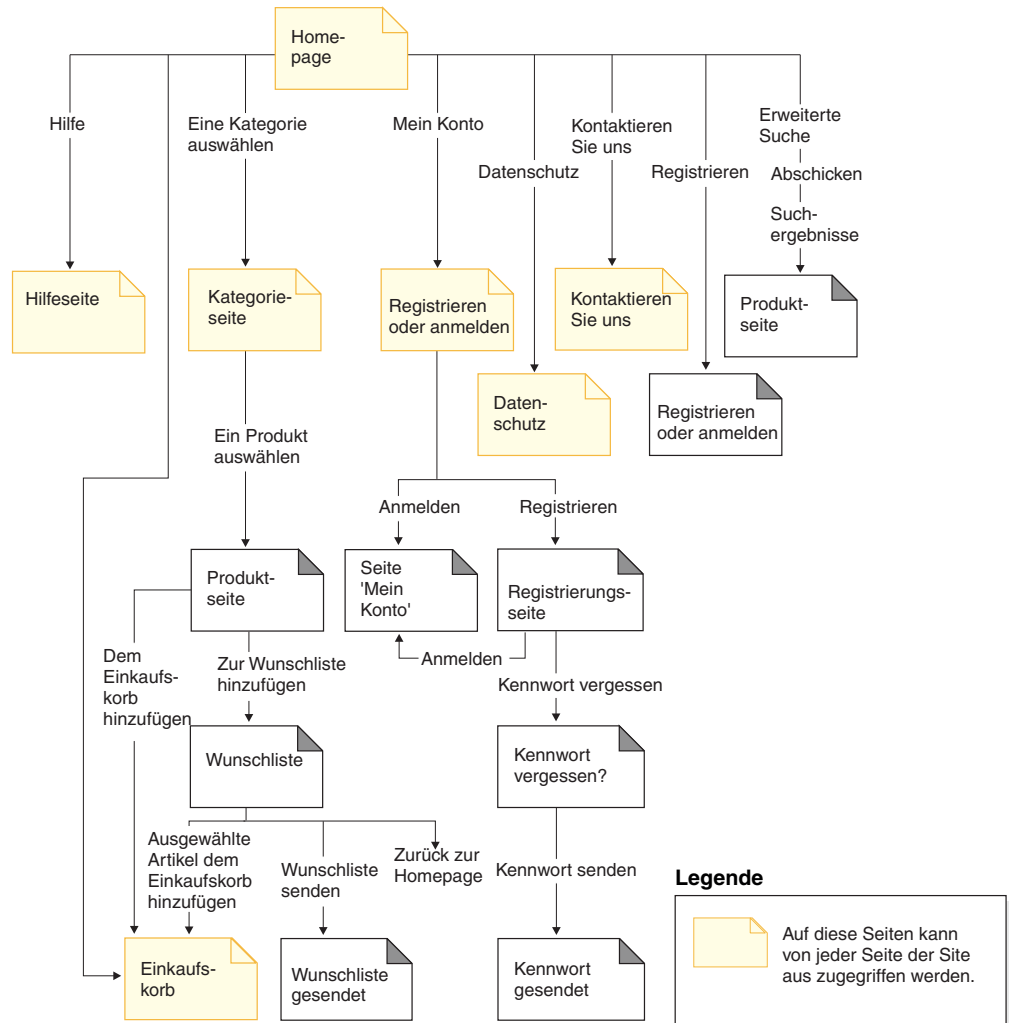 Home-
page
Hilfe
Eine Kategorie
auswählen
Mein Konto
Datenschutz
Kontaktieren
Sie uns
Registrieren
Erweiterte
Suche
Abschicken
Such-
ergebnisse
Hilfeseite
Kategorie-
seite
Registrieren
oder anmelden
Kontaktieren
Sie uns
Produkt-
seite
Daten-
schutz
Registrieren
oder anmelden
Ein Produkt
auswählen
Anmelden
Registrieren
Produkt-
seite
Seite
'Mein
Konto'
Registrierungs-
seite
Anmelden
Dem
Einkaufs-
korb
hinzufügen
Zur Wunschliste
hinzufügen
Kennwort vergessen
Wunschliste
Kennwort
vergessen?
Ausgewählte
Artikel dem
Einkaufskorb
hinzufügen
Wunschliste
senden
Zurück zur
Homepage
Kennwort senden
Einkaufs-
korb
Wunschliste
gesendet
Kennwort
gesendet
Legende
Auf diese Seiten kann
von jeder Seite der Site
aus zugegriffen werden.